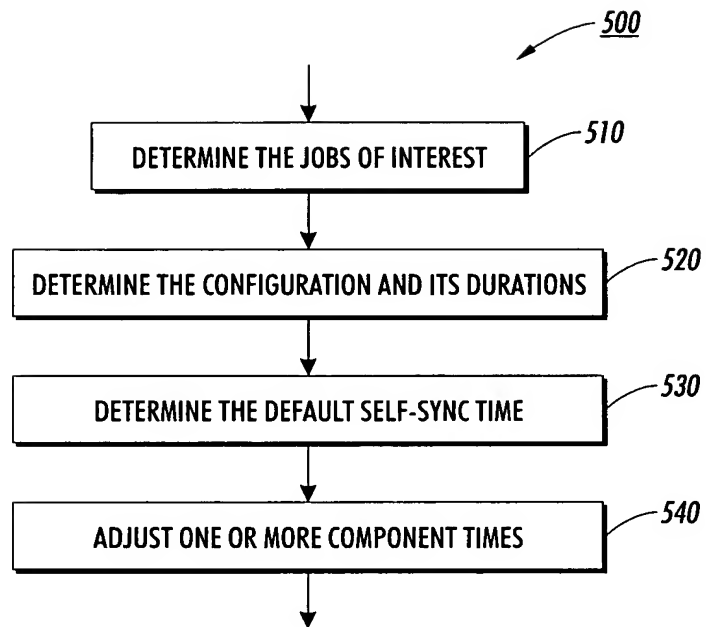 500
DETERMINE THE JOBS OF INTEREST
510
DETERMINE THE CONFIGURATION AND ITS DURATIONS
520
DETERMINE THE DEFAULT SELF-SYNC TIME
530
ADJUST ONE OR MORE COMPONENT TIMES
540